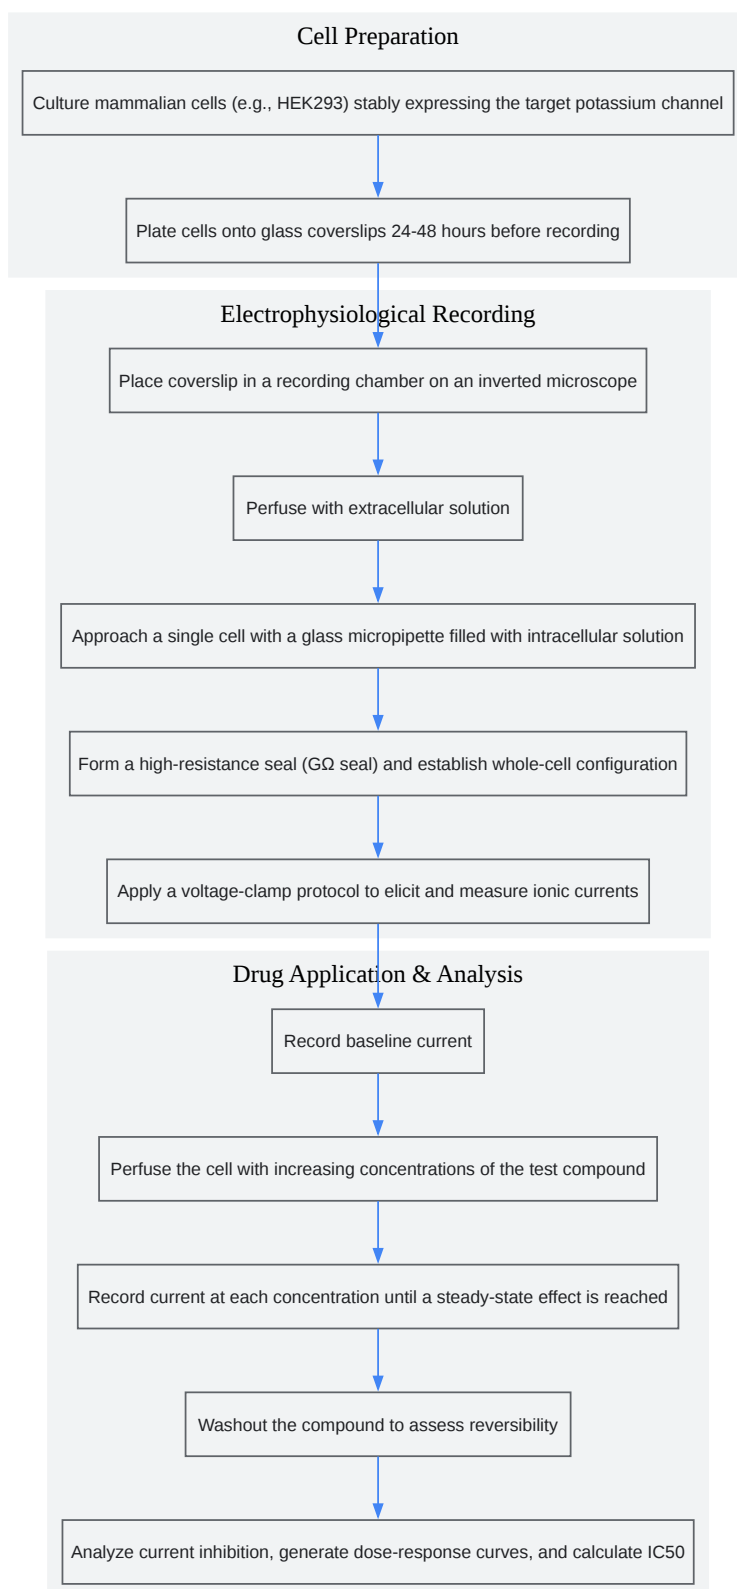 Cell Preparation
Culture mammalian cells (e.g., HEK293) stably expressing the target potassium channel
Plate cells onto glass coverslips 24-48 hours before recording
Electrophysiological Recording
Place coverslip in a recording chamber on an inverted microscope
Perfuse with extracellular solution
Approach a single cell with a glass micropipette filled with intracellular solution
Form a high-resistance seal (GΩ seal) and establish whole-cell configuration
Apply a voltage-clamp protocol to elicit and measure ionic currents
Drug Application & Analysis
Record baseline current
Perfuse the cell with increasing concentrations of the test compound
Record current at each concentration until a steady-state effect is reached
Washout the compound to assess reversibility
Analyze current inhibition, generate dose-response curves, and calculate IC50